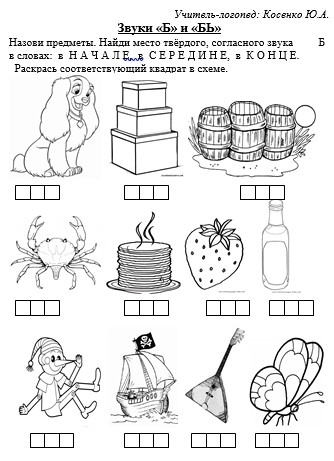 Учитель-логопед: Косенко Ю.А.
Звуки «Б» и «БЬ»
Назови предметы. Найди место твёрдого, согласного звука Б
в словах: в Н А Ч А Л Е, в С Е Р Е Д И Н Е, в К О Н Ц Е.
Раскрась соответствующий квадрат в схеме.